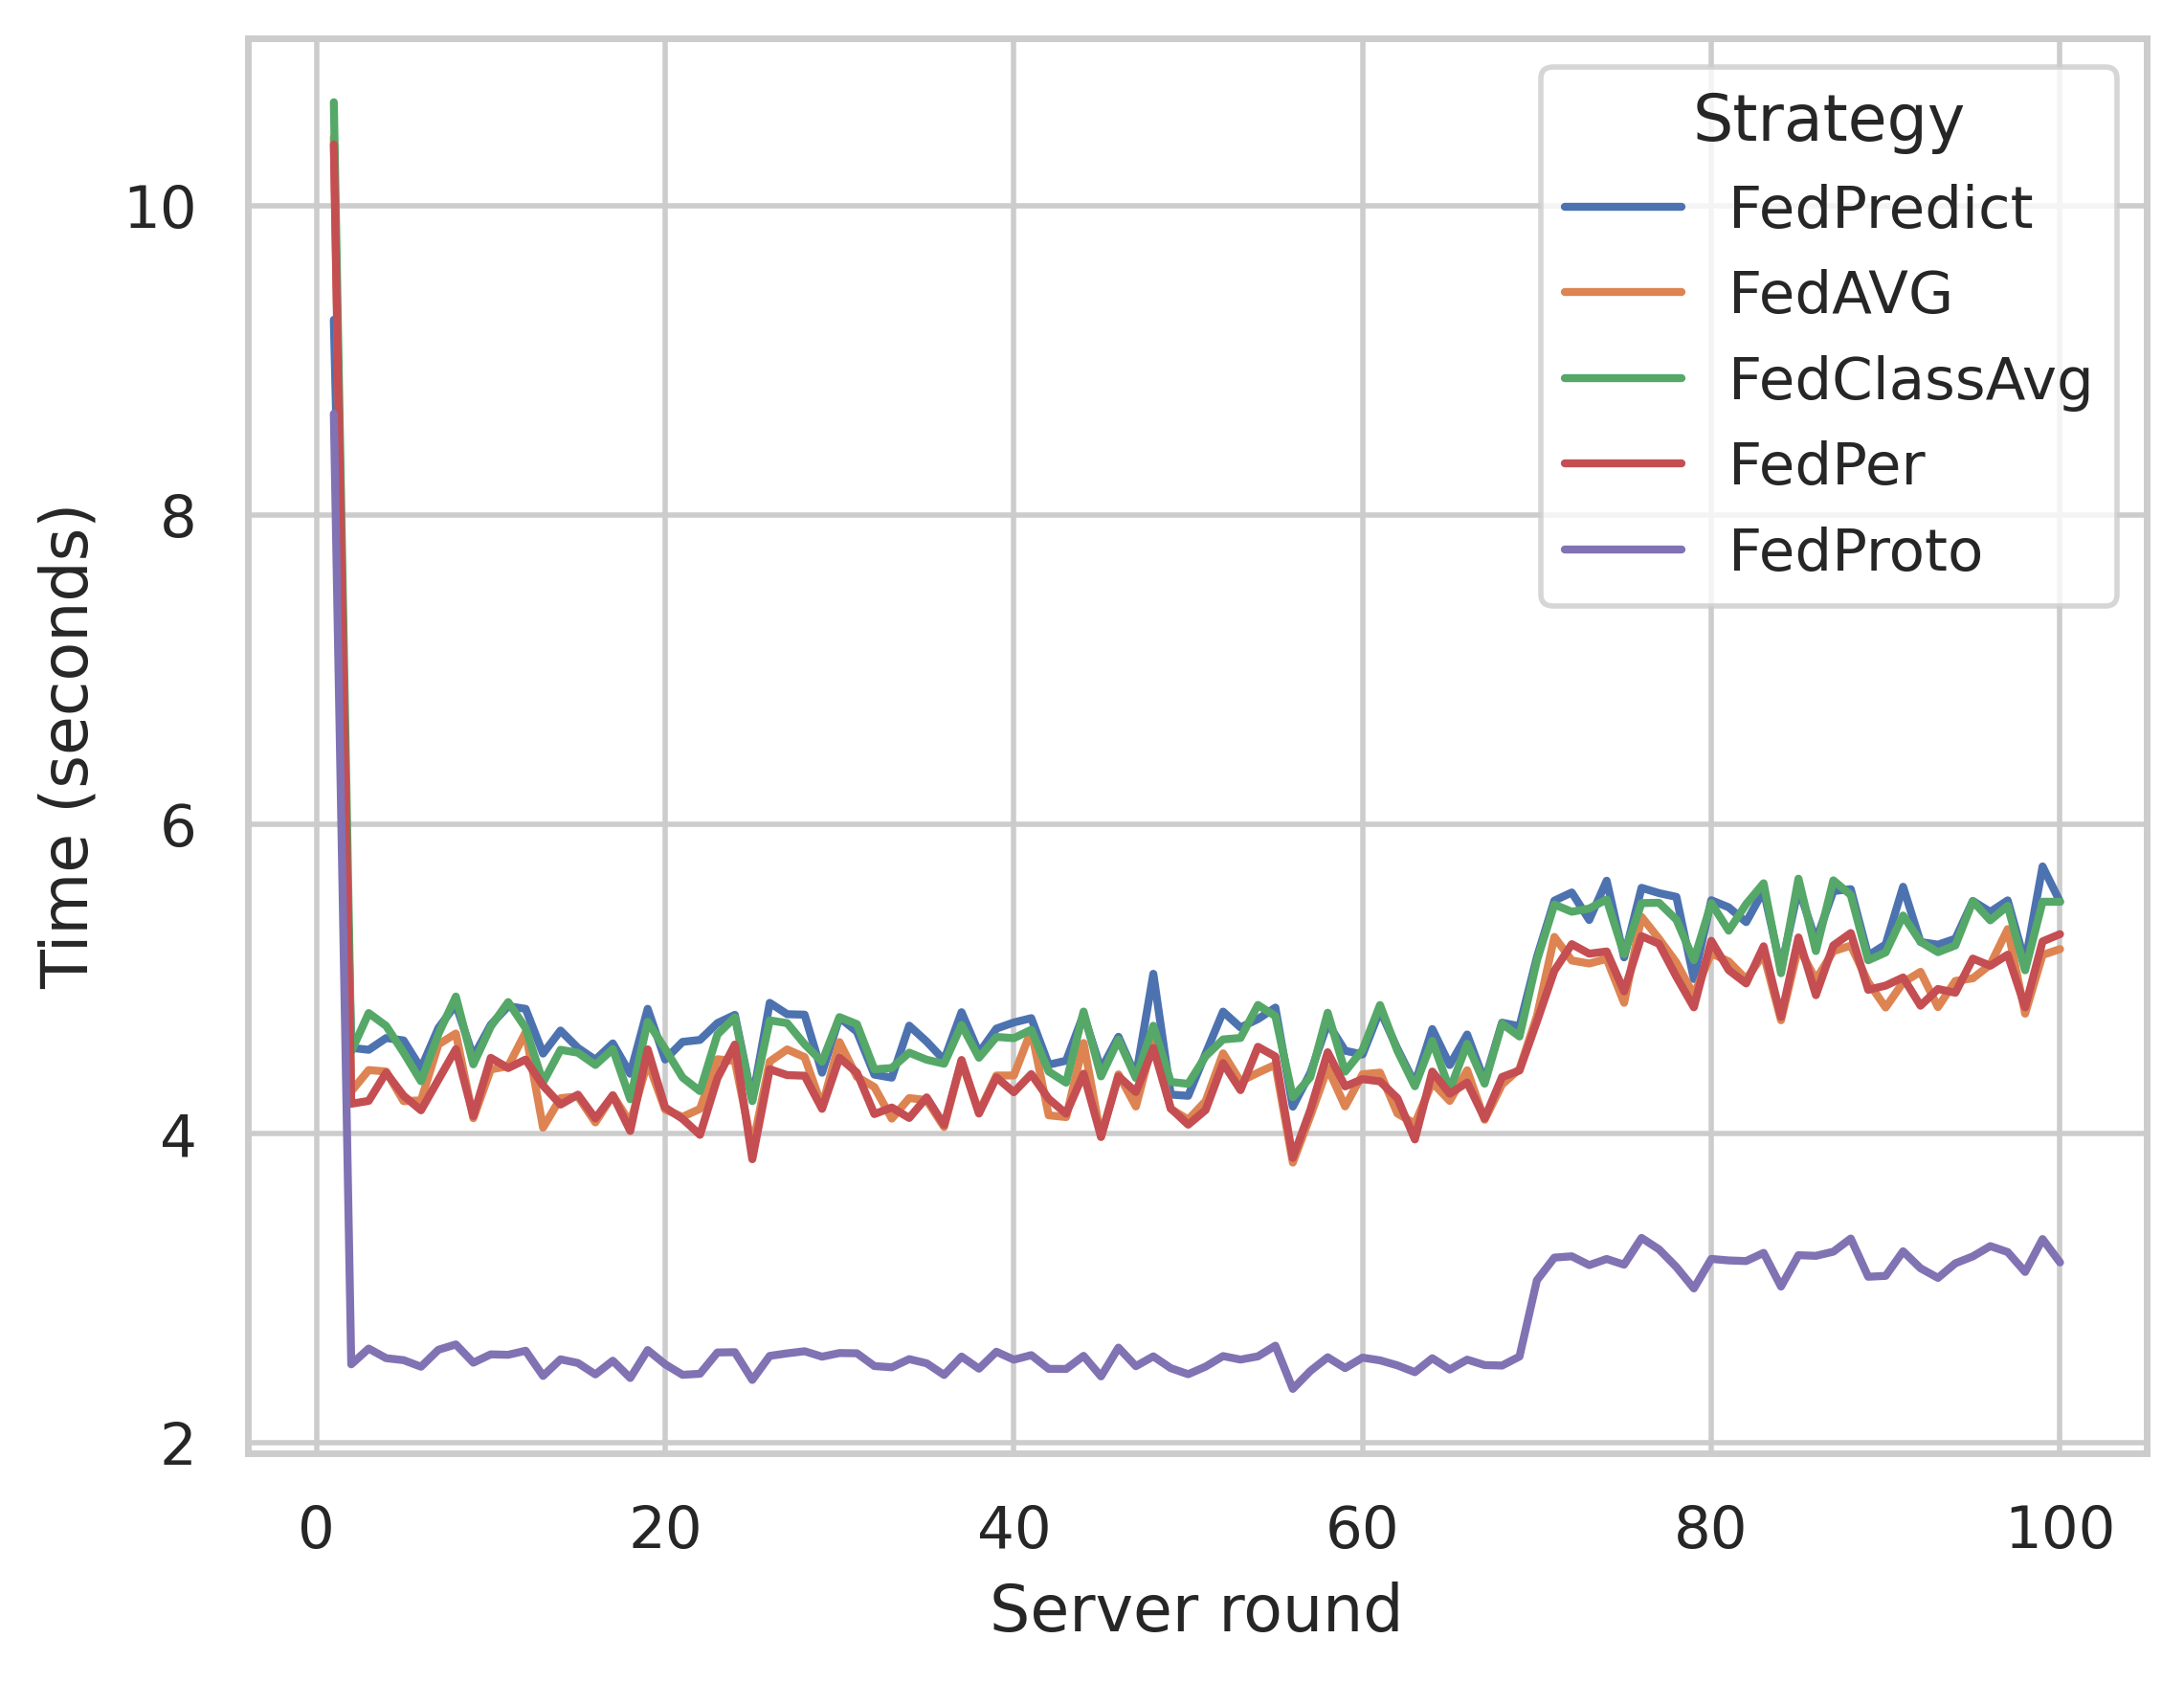 Strategy
FedPredict
FedAVG
FedClassAvg
FedPer
FedProto
Time (seconds)
10
8
6
4
2
0 20 40 60 80 100
Server round